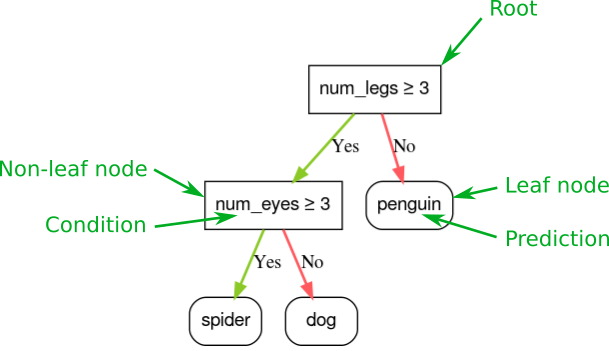 Root
num_legs ≥ 3
Yes
No
Non-leaf node
num_eyes ≥ 3
penguin
Leaf node
Condition
Prediction
Yes
No
spider
dog